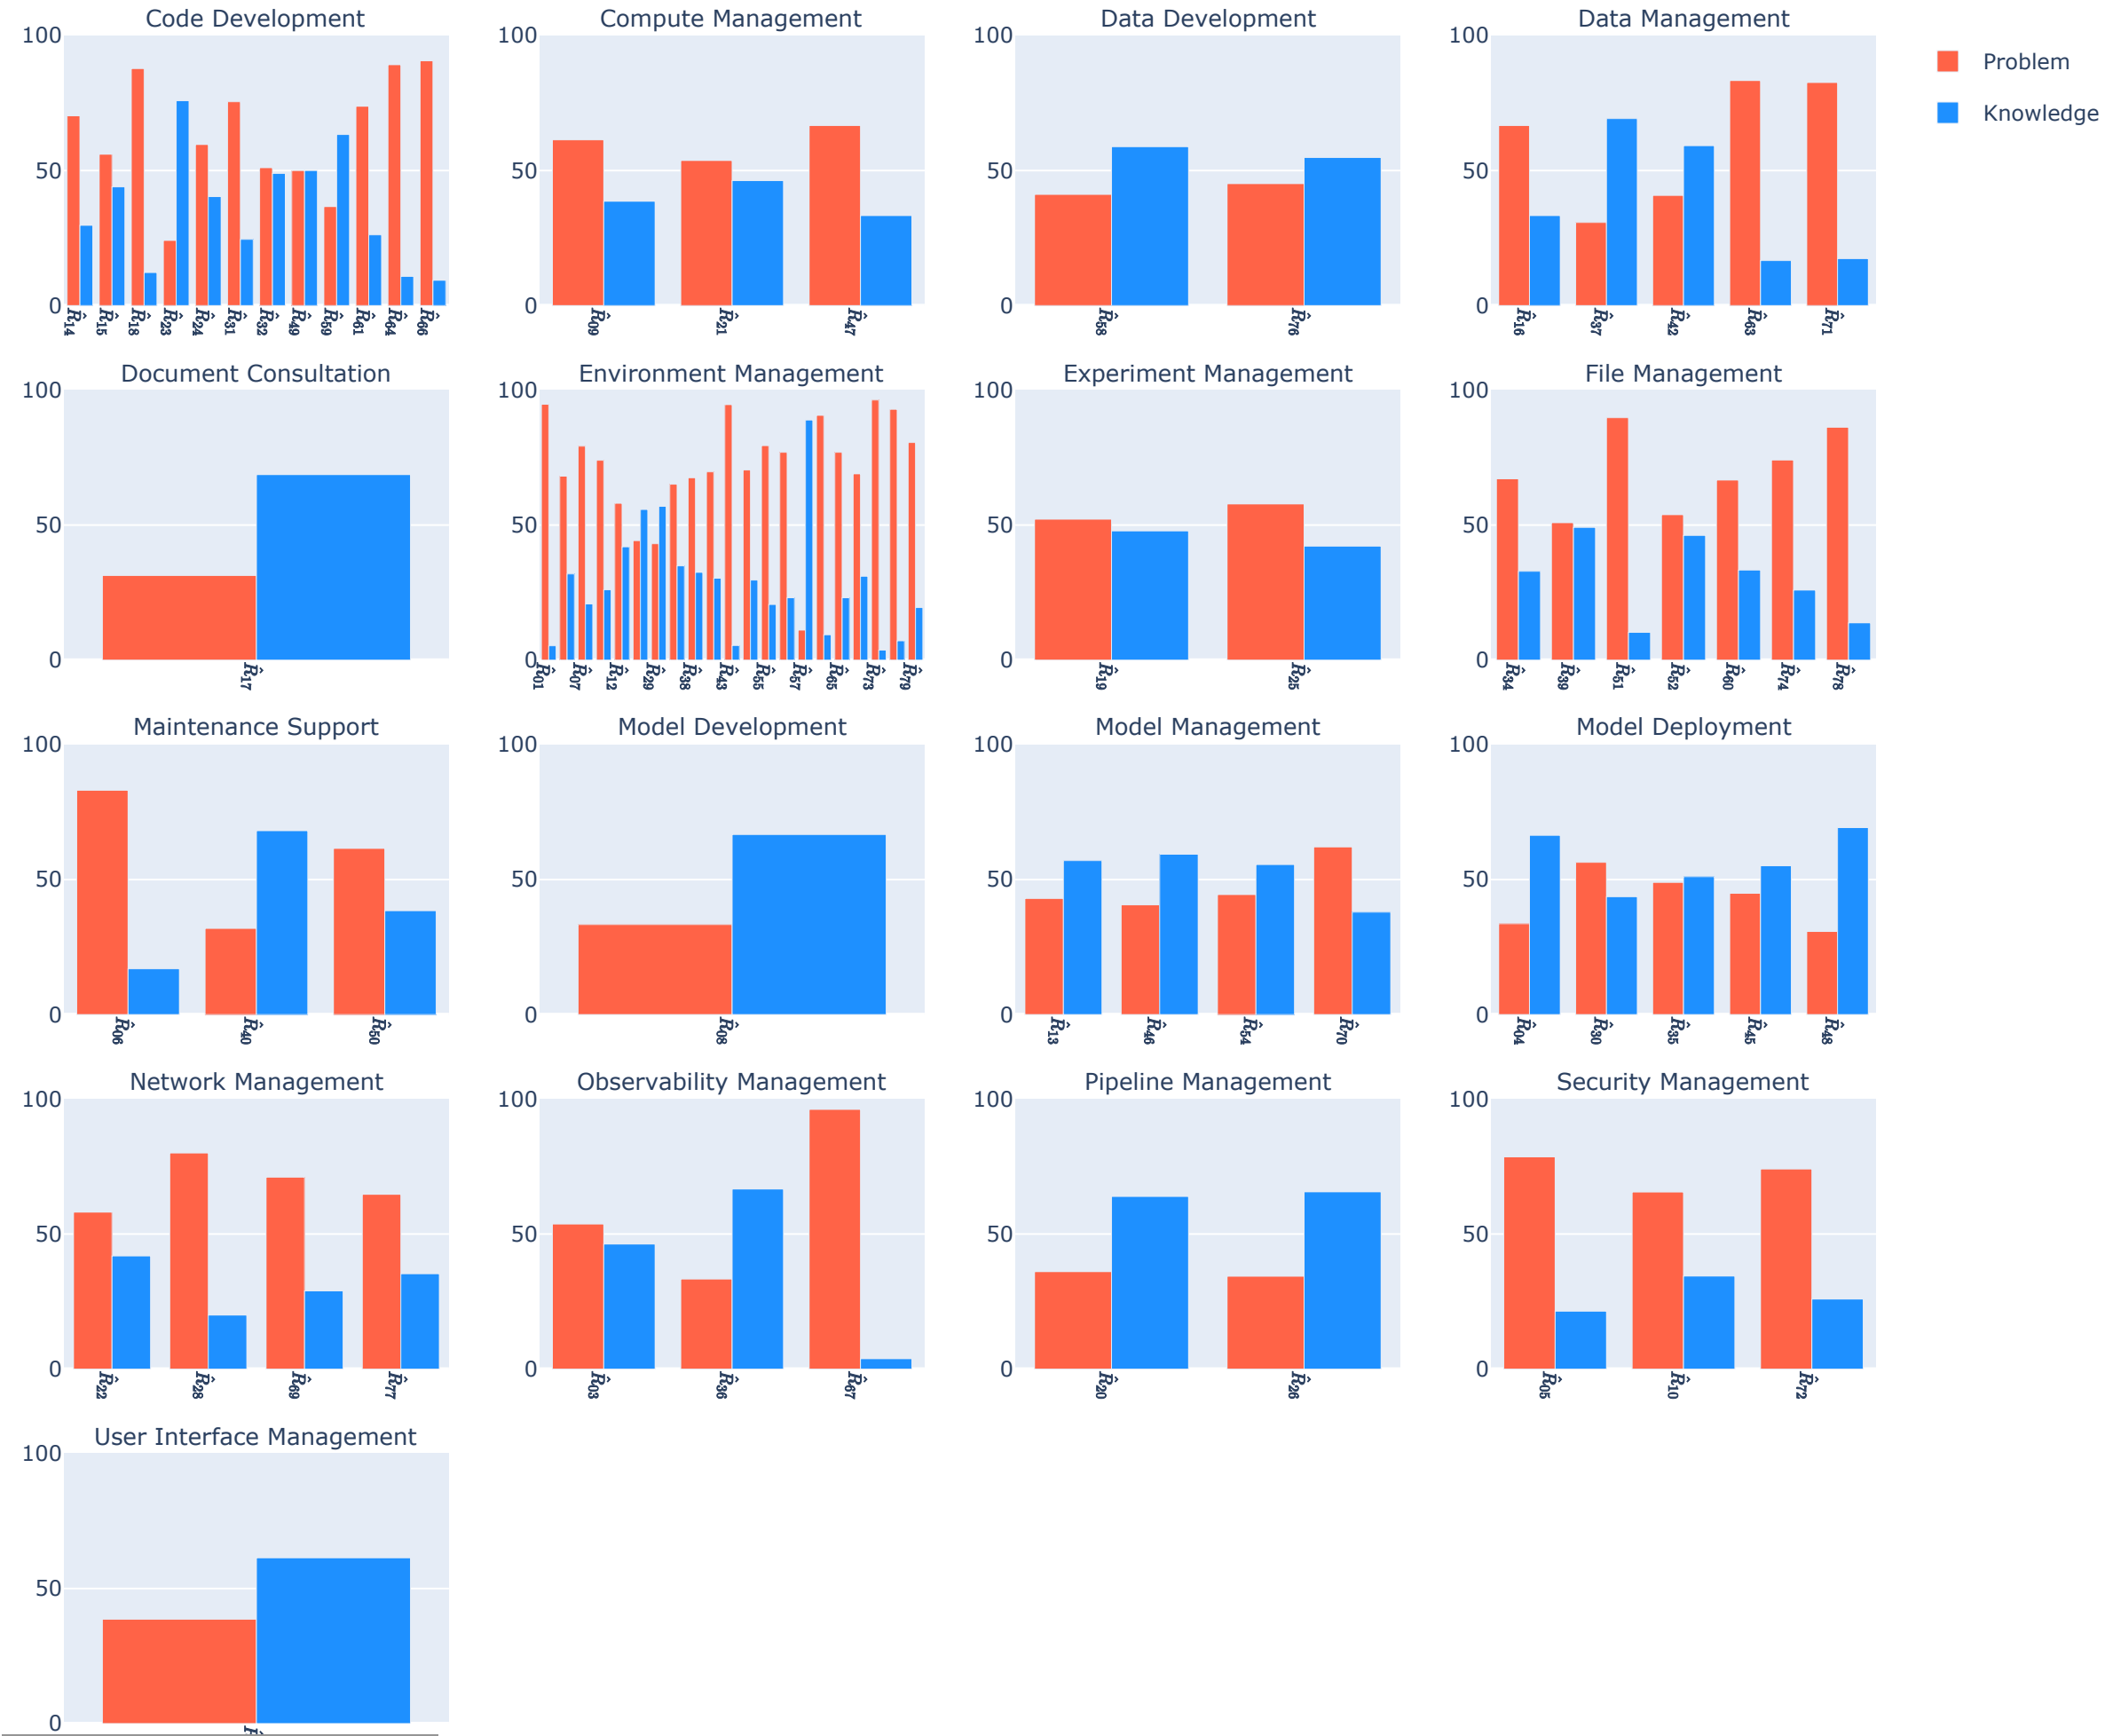 Code Development
100
50
0
R̂14 R̂15 R̂18 R̂23 R̂24 R̂31 R̂32 R̂49 R̂59 R̂61 R̂64 R̂66
Compute Management
100
50
0
R̂09 R̂21 R̂47
Data Development
100
50
0
R̂58 R̂76
Data Management
100
50
0
R̂16 R̂37 R̂42 R̂63 R̂71
Problem
Knowledge
Document Consultation
100
50
0
R̂17
Environment Management
100
50
0
R̂01 R̂07 R̂12 R̂29 R̂38 R̂43 R̂55 R̂57 R̂65 R̂73 R̂79
Experiment Management
100
50
0
R̂19 R̂25
File Management
100
50
0
R̂34 R̂39 R̂51 R̂52 R̂60 R̂74 R̂78
Maintenance Support
100
50
0
R̂06 R̂40 R̂50
Model Development
100
50
0
R̂08
Model Management
100
50
0
R̂13 R̂46 R̂54 R̂70
Model Deployment
100
50
0
R̂04 R̂30 R̂35 R̂45 R̂48
Network Management
100
50
0
R̂22 R̂28 R̂69 R̂77
Observability Management
100
50
0
R̂03 R̂36 R̂67
Pipeline Management
100
50
0
R̂20 R̂26
Security Management
100
50
0
R̂05 R̂10 R̂72
User Interface Management
100
50
0